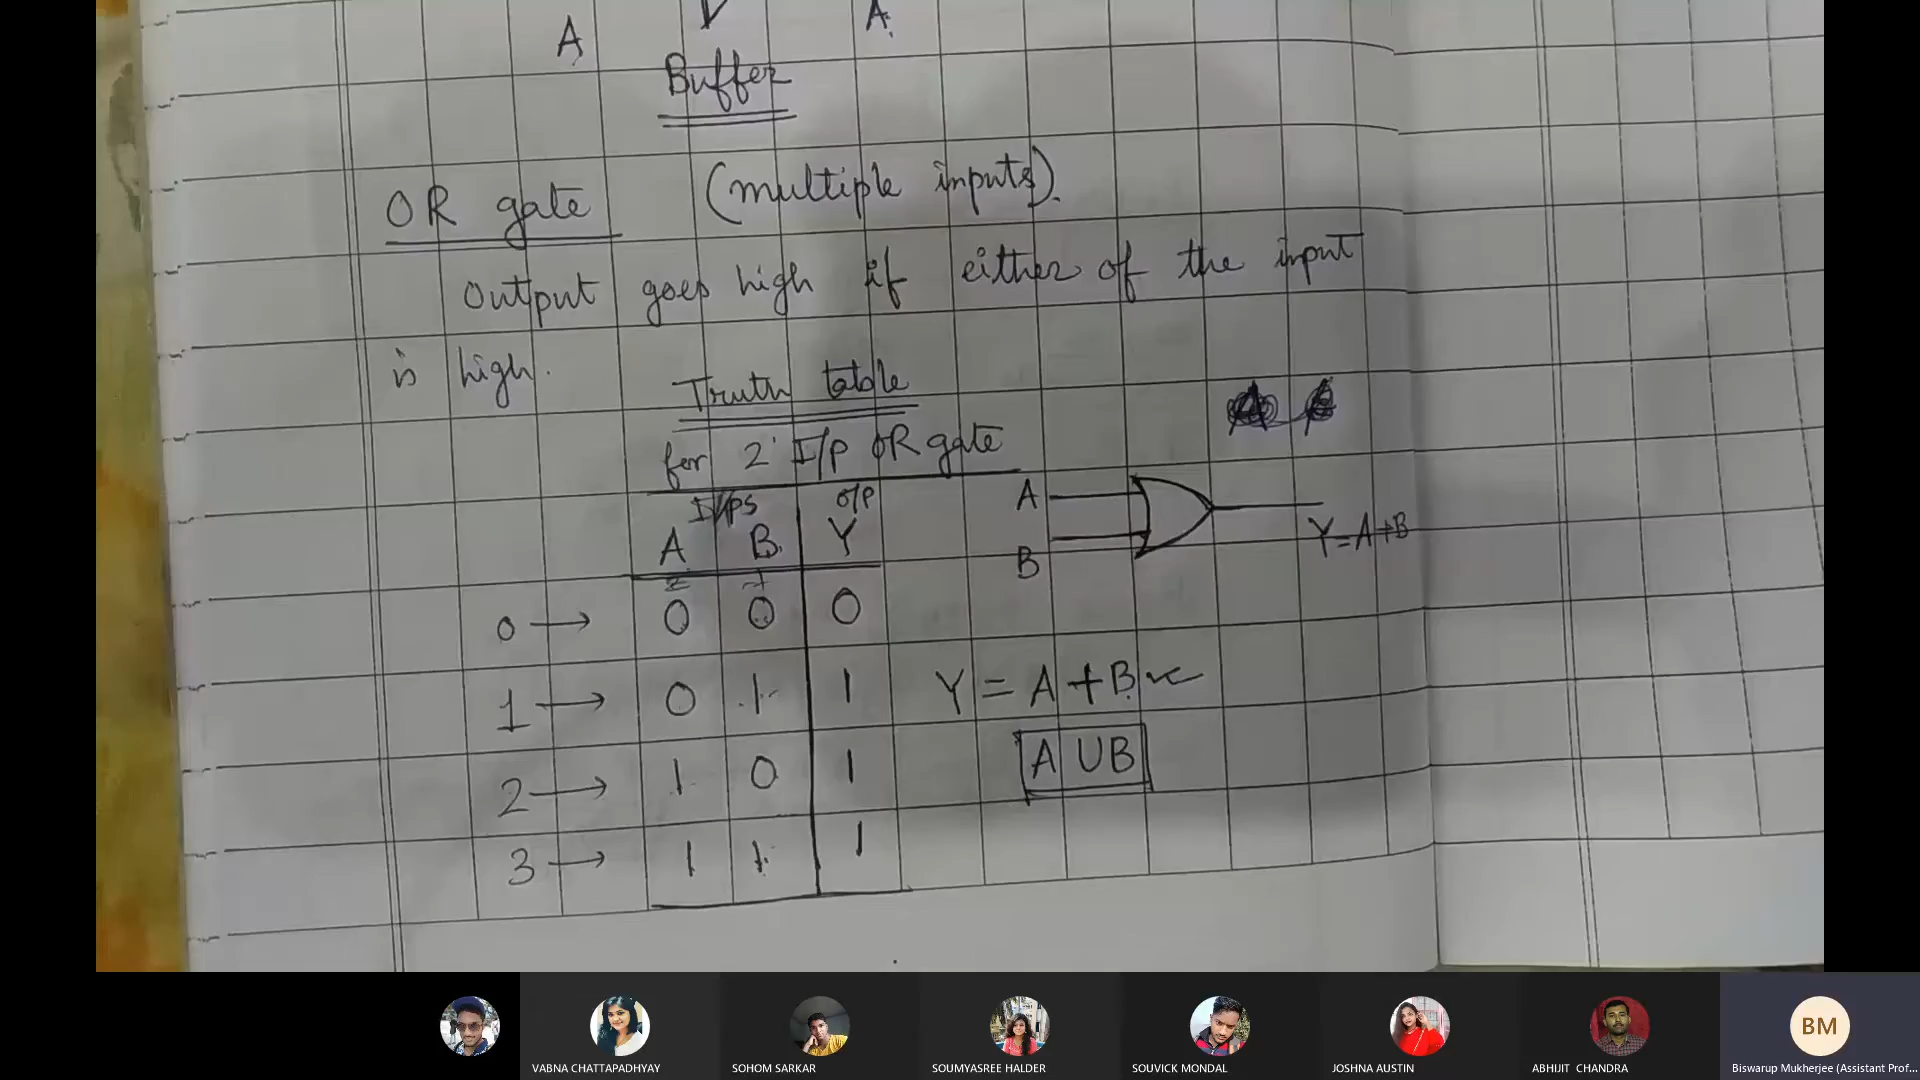 A A
Buffer
OR gate (multiple inputs).
Output goes high if either of the input
is high.
Truth table
for 2 I/P OR gate
I/Ps O/P
A B Y
0 → 0 0 0
1 → 0 1 1
2 → 1 0 1
3 → 1 1 1
A
B
Y=A+B
Y = A + B
A U B
VABNA CHATTAPADHYAY
SOHOM SARKAR
SOUMYASREE HALDER
SOUVICK MONDAL
JOSHNA AUSTIN
ABHIJIT CHANDRA
BM
Biswarup Mukherjee (Assistant Prof...